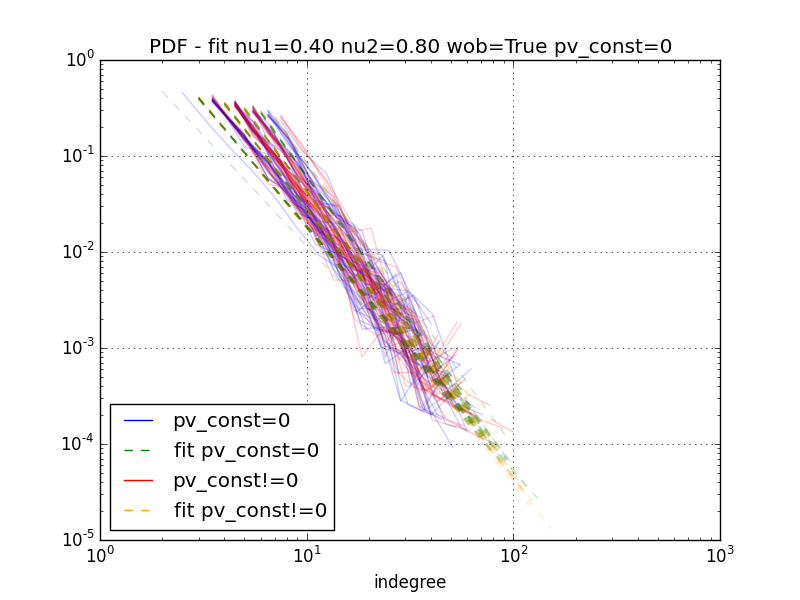 PDF - fit nu1=0.40 nu2=0.80 wob=True pv_const=0
10^0
10^-1
10^-2
10^-3
10^-4
10^-5
pv_const=0
fit pv_const=0
pv_const!=0
fit pv_const!=0
10^0 10^1 10^2 10^3
indegree